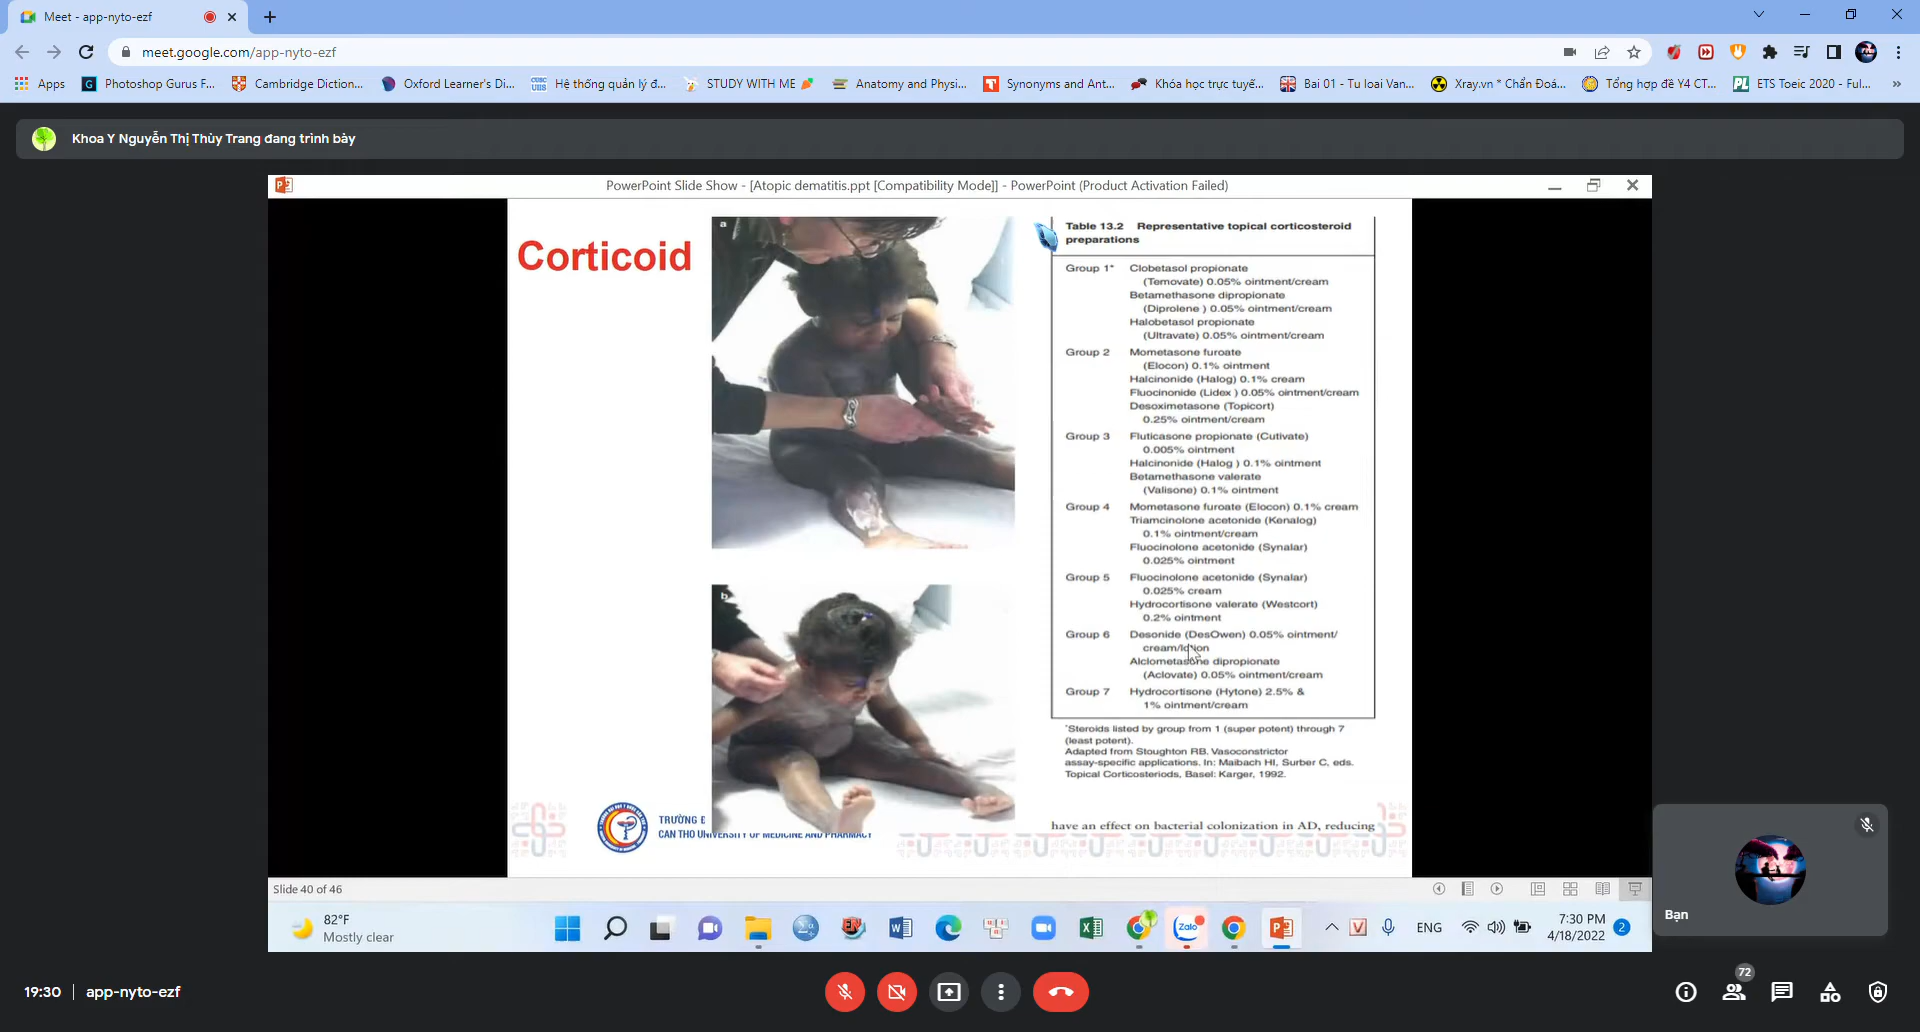 Meet - app-nyto-ezf
meet.google.com/app-nyto-ezf
Apps
Photoshop Gurus F...
Cambridge Diction...
Oxford Learner's Di...
Hệ thống quản lý đ...
STUDY WITH ME
Anatomy and Physi...
Synonyms and Ant...
Khóa học trực tuyế...
Bai 01 - Tu loai Van...
Xray.vn * Chẩn Đoá...
Tổng hợp đề Y4 CT...
ETS Toeic 2020 - Ful...
Khoa Y Nguyễn Thị Thùy Trang đang trình bày
PowerPoint Slide Show - [Atopic dematitis.ppt [Compatibility Mode]] - PowerPoint (Product Activation Failed)
Corticoid
a
b
Table 13.2 Representative topical corticosteroid
preparations
Group 1* Clobetasol propionate
(Temovate) 0.05% ointment/cream
Betamethasone dipropionate
(Diprolene ) 0.05% ointment/cream
Halobetasol propionate
(Ultravate) 0.05% ointment/cream
Group 2 Mometasone furoate
(Elocon) 0.1% ointment
Halcinonide (Halog) 0.1% cream
Fluocinonide (Lidex ) 0.05% ointment/cream
Desoximetasone (Topicort)
0.25% ointment/cream
Group 3 Fluticasone propionate (Cutivate)
0.005% ointment
Halcinonide (Halog ) 0.1% ointment
Betamethasone valerate
(Valisone) 0.1% ointment
Group 4 Mometasone furoate (Elocon) 0.1% cream
Triamcinolone acetonide (Kenalog)
0.1% ointment/cream
Fluocinolone acetonide (Synalar)
0.025% ointment
Group 5 Fluocinolone acetonide (Synalar)
0.025% cream
Hydrocortisone valerate (Westcort)
0.2% ointment
Group 6 Desonide (DesOwen) 0.05% ointment/
cream/lotion
Alclometasone dipropionate
(Aclovate) 0.05% ointment/cream
Group 7 Hydrocortisone (Hytone) 2.5% &
1% ointment/cream
*Steroids listed by group from 1 (super potent) through 7
(least potent).
Adapted from Stoughton RB. Vasoconstrictor
assay-specific applications. In: Maibach HI, Surber C, eds.
Topical Corticosteriods, Basel: Karger, 1992.
have an effect on bacterial colonization in AD, reducing
TRƯỜNG Đ
CAN THO UNIVERSITY OF MEDICINE AND PHARMACY
Slide 40 of 46
82°F
Mostly clear
Zalo
ENG
7:30 PM
4/18/2022
2
Bạn
19:30
app-nyto-ezf
72